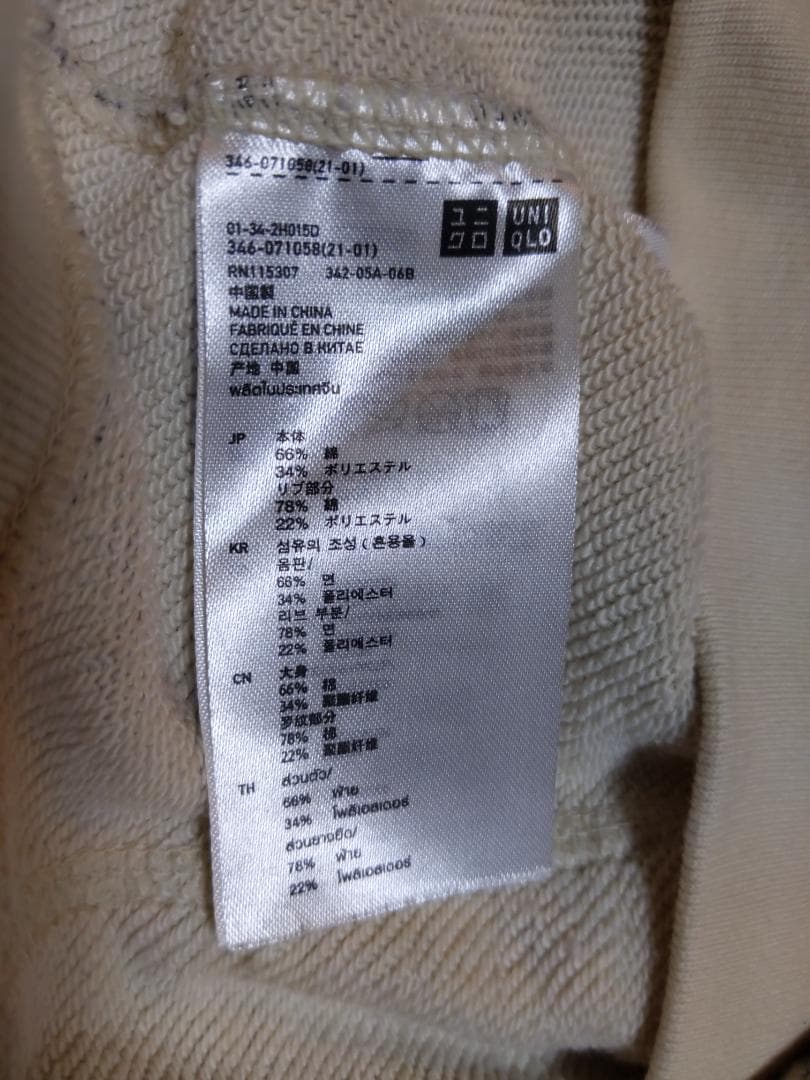 346-071058(21-01)
ユニ
クロ
UNI
QLO
01-34-2H015D
346-071058(21-01)
RN115307 342-05A-06B
中国製
MADE IN CHINA
FABRIQUÉ EN CHINE
СДЕЛАНО В КИТАЕ
产地 中国
ผลิตในประเทศจีน
JP 本体
66% 綿
34% ポリエステル
リブ部分
78% 綿
22% ポリエステル
KR 섬유의 조성 ( 혼용율 )
몸판/
66% 면
34% 폴리에스터
리브 부분/
78% 면
22% 폴리에스터
CN 大身
66% 棉
34% 聚酯纤维
罗纹部分
78% 棉
22% 聚酯纤维
TH ส่วนตัว/
66% ฝ้าย
34% โพลีเอสเตอร์
ส่วนยางยืด/
78% ฝ้าย
22% โพลีเอสเตอร์